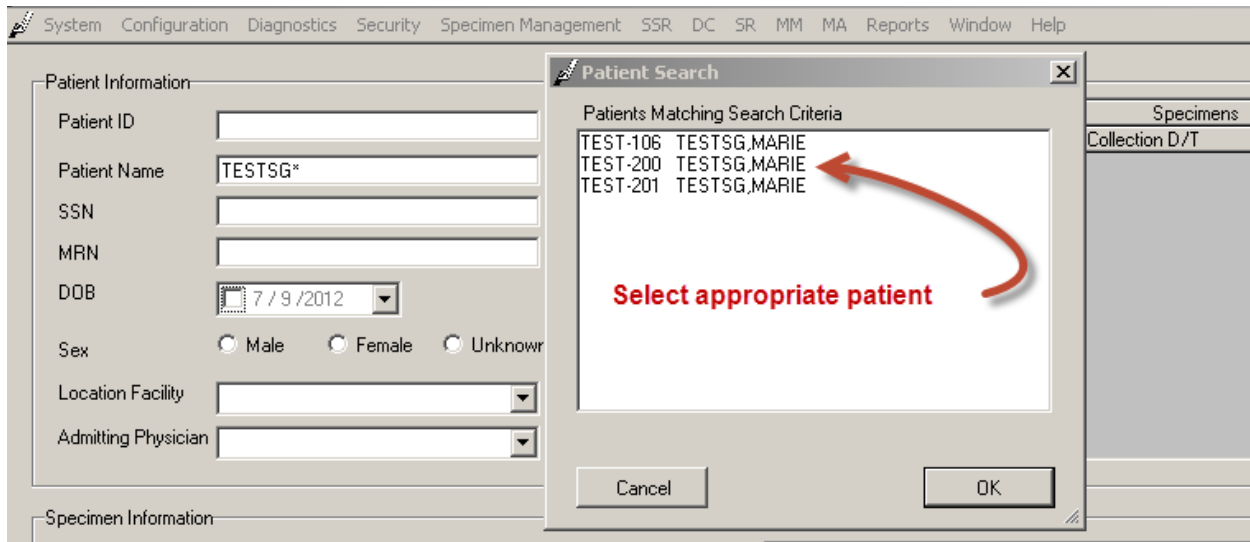 System Configuration Diagnostics Security Specimen Management SSR DC SR MM MA Reports Window Help
Patient Information
Patient ID
Patient Name TESTSG*
SSN
MRN
DOB 7 / 9 /2012
Sex Male Female Unknown
Location Facility
Admitting Physician
Specimen Information
Patient Search
Patients Matching Search Criteria
TEST-106 TESTSG,MARIE
TEST-200 TESTSG,MARIE
TEST-201 TESTSG,MARIE
Select appropriate patient
Cancel OK
Specimens
Collection D/T